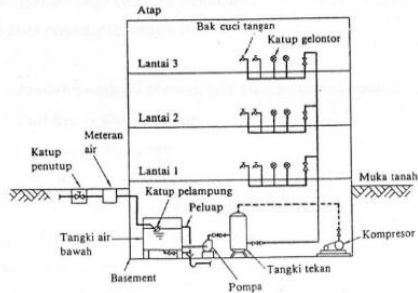 Atap
Bak cuci tangan
Katup gelontor
Lantai 3
Lantai 2
Meteran
air
Katup
penutup
Lantai 1
Muka tanah
Katup pelampung
Peluap
Tangki air
bawah
Kompresor
Tangki tekan
Basement
Pompa